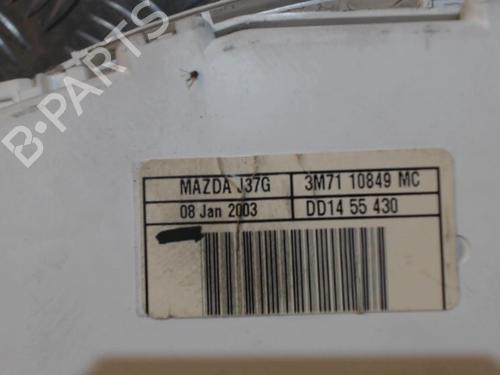 B-PARTS
MAZDA J37G 3M71 10849 MC
08 Jan 2003 DD14 55 430